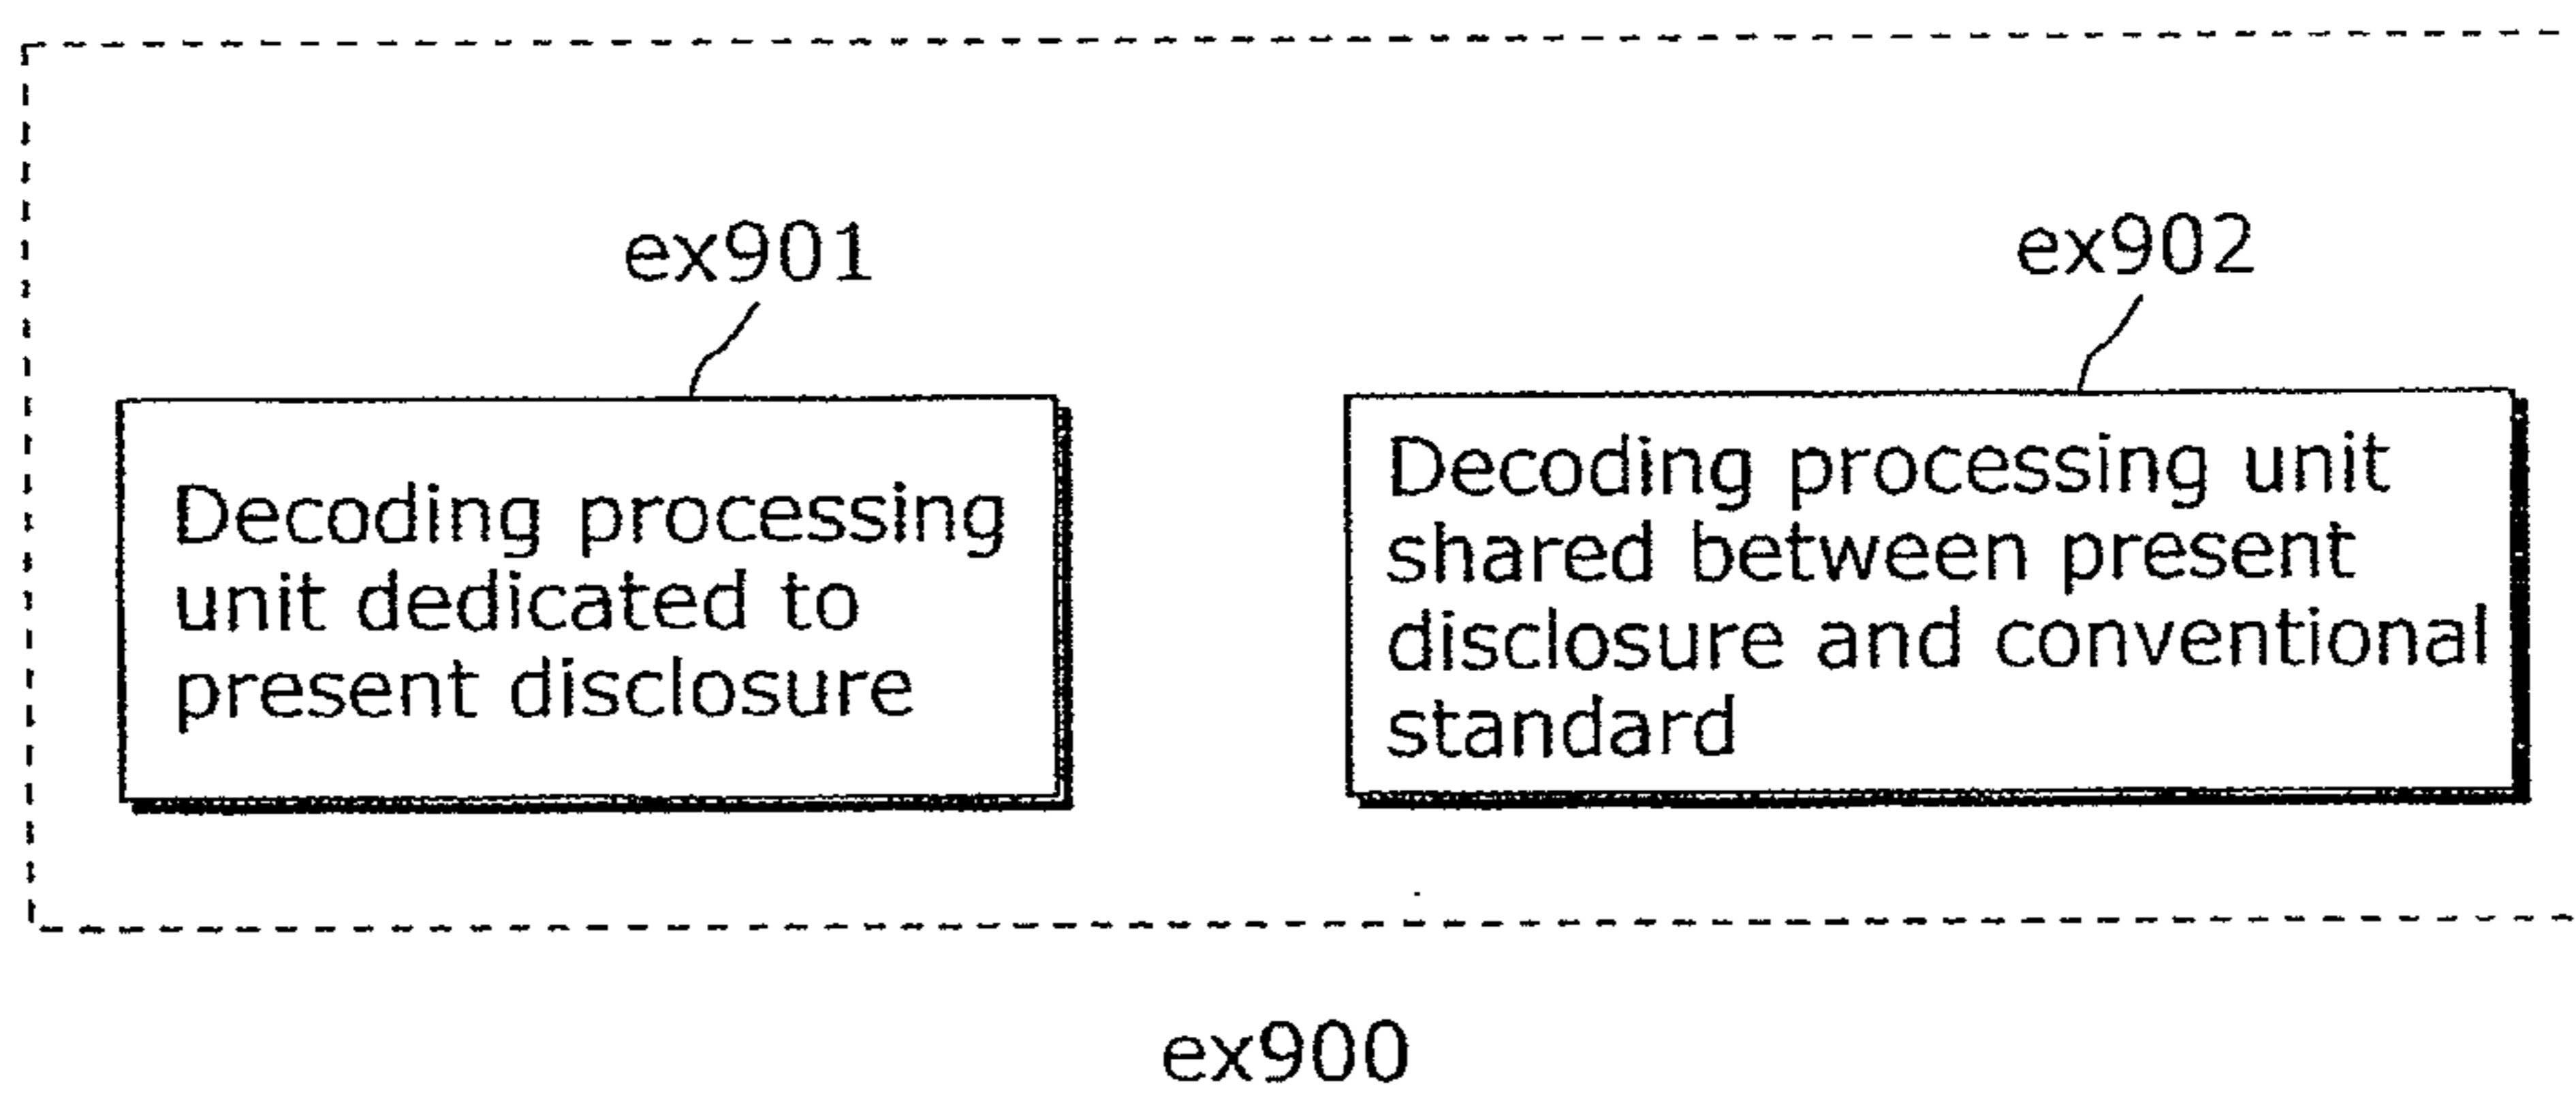 ex901
ex902
Decoding processing
unit dedicated to
present disclosure
Decoding processing unit
shared between present
disclosure and conventional
standard
ex900